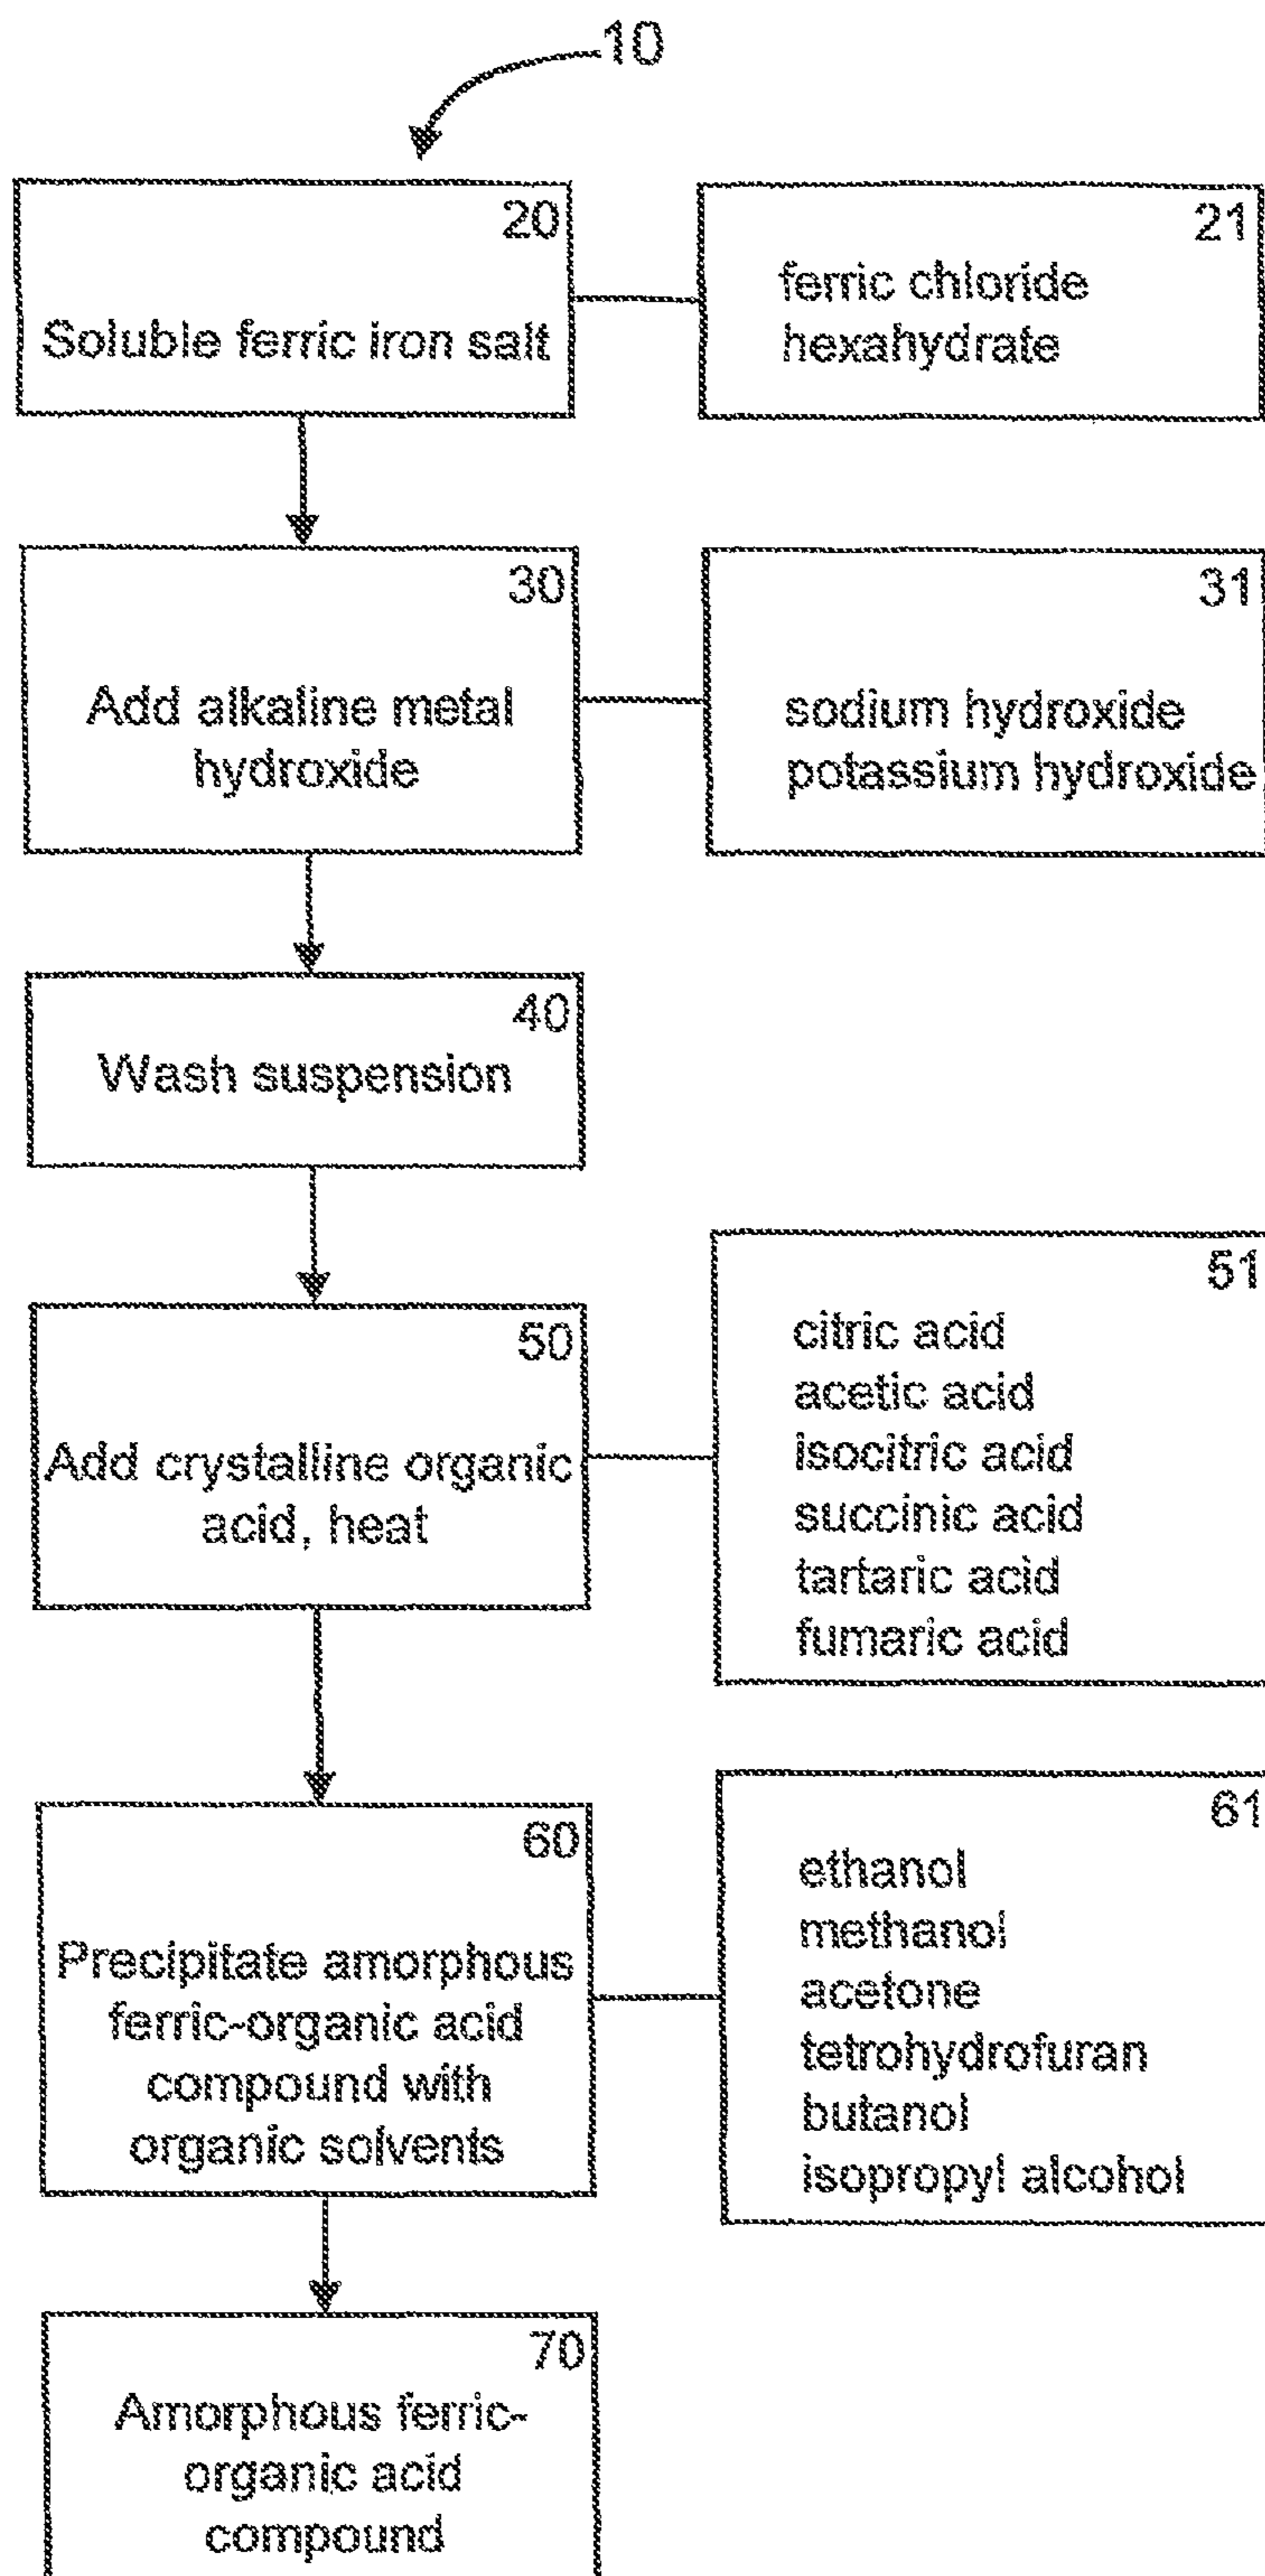 10
20
Soluble ferric iron salt
21
ferric chloride
hexahydrate
30
Add alkaline metal
hydroxide
31
sodium hydroxide
potassium hydroxide
40
Wash suspension
50
Add crystalline organic
acid, heat
51
citric acid
acetic acid
isocitric acid
succinic acid
tartaric acid
fumaric acid
60
Precipitate amorphous
ferric-organic acid
compound with
organic solvents
61
ethanol
methanol
acetone
tetrohydrofuran
butanol
isopropyl alcohol
70
Amorphous ferric-
organic acid
compound